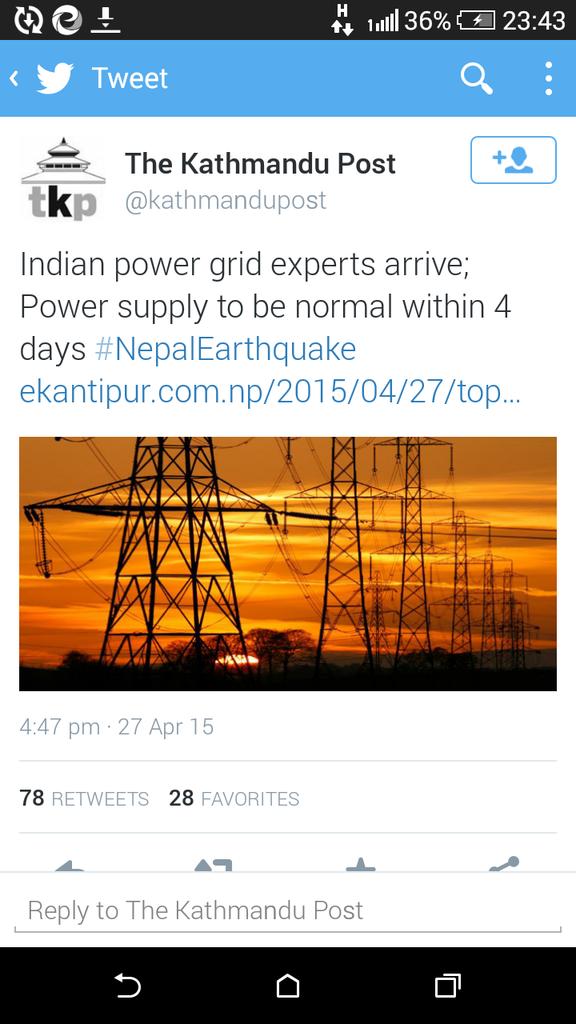 H 36% 23:43
Tweet
The Kathmandu Post
tkp
@kathmandupost
Indian power grid experts arrive;
Power supply to be normal within 4
days #NepalEarthquake
ekantipur.com.np/2015/04/27/top...
4:47 pm · 27 Apr 15
78 RETWEETS 28 FAVORITES
Reply to The Kathmandu Post